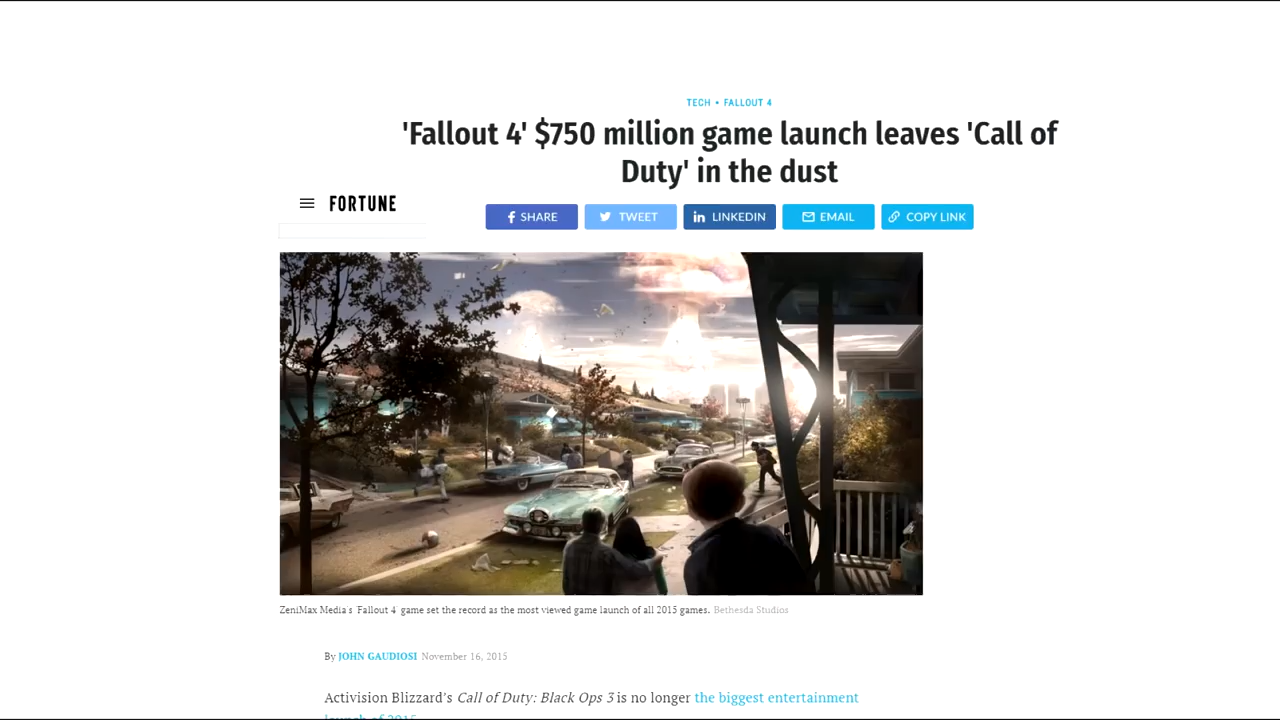 TECH • FALLOUT 4
'Fallout 4' $750 million game launch leaves 'Call of
Duty' in the dust
FORTUNE
SHARE
TWEET
LINKEDIN
EMAIL
COPY LINK
ZeniMax Media's Fallout 4 game set the record as the most viewed game launch of all 2015 games. Bethesda Studios
By JOHN GAUDIOSI November 16, 2015
Activision Blizzard's Call of Duty: Black Ops 3 is no longer the biggest entertainment
launch of 2015